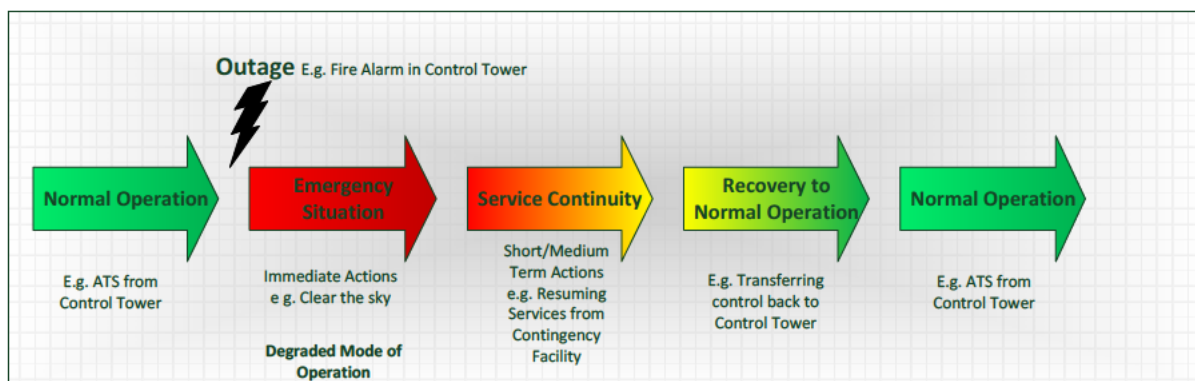 Outage E.g. Fire Alarm in Control Tower
Normal Operation
Emergency
Situation
Service Continuity
Recovery to
Normal Operation
Normal Operation
E.g. ATS from
Control Tower
Immediate Actions
e g. Clear the sky
Degraded Mode of
Operation
Short/Medium
Term Actions
e.g. Resuming
Services from
Contingency
Facility
E.g. Transferring
control back to
Control Tower
E.g. ATS from
Control Tower